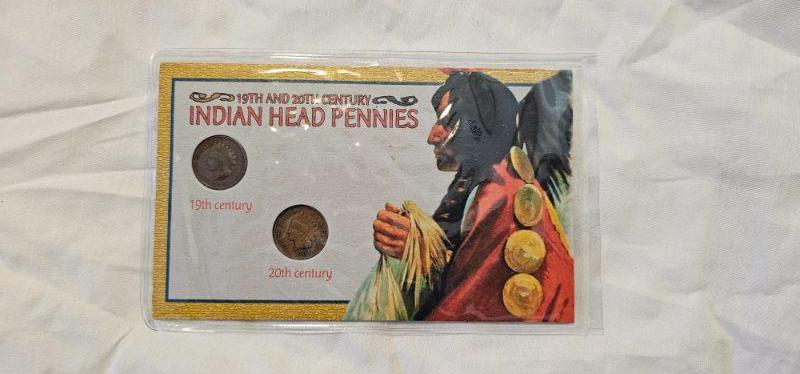 19TH AND 20TH CENTURY
INDIAN HEAD PENNIES
19th century
20th century